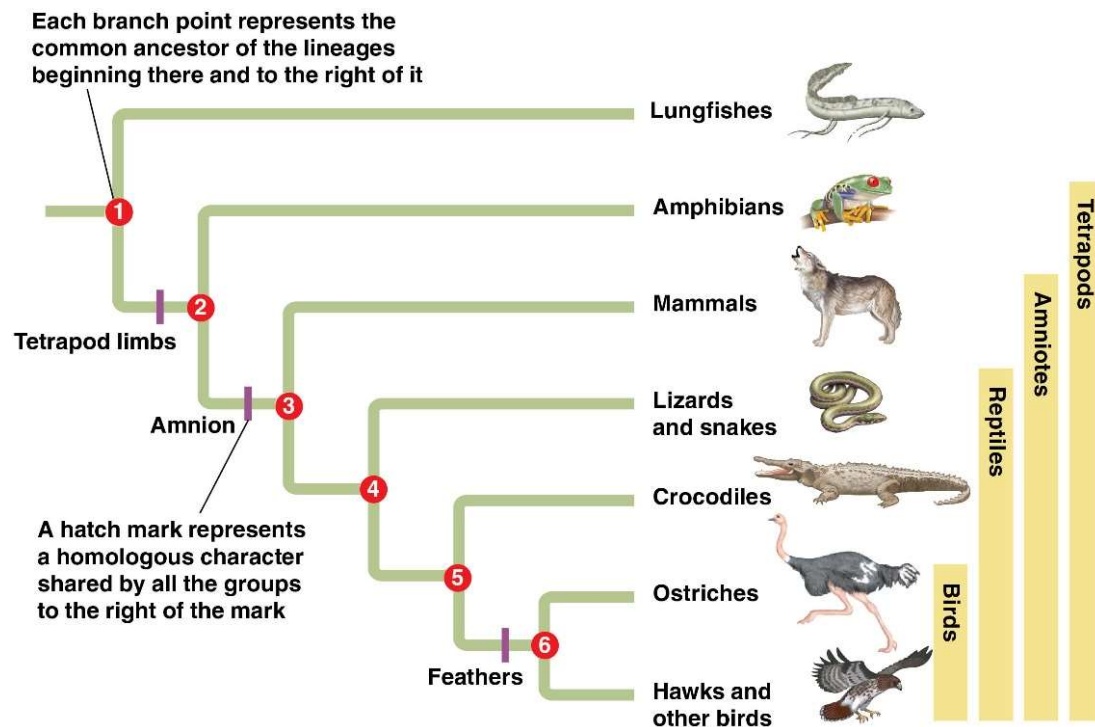 Each branch point represents the
common ancestor of the lineages
beginning there and to the right of it
Lungfishes
1
Amphibians
Tetrapod limbs
2
Mammals
Amnion
3
Lizards
and snakes
4
Crocodiles
A hatch mark represents
a homologous character
shared by all the groups
to the right of the mark
5
Ostriches
Feathers
6
Hawks and
other birds
Birds
Reptiles
Amniotes
Tetrapods